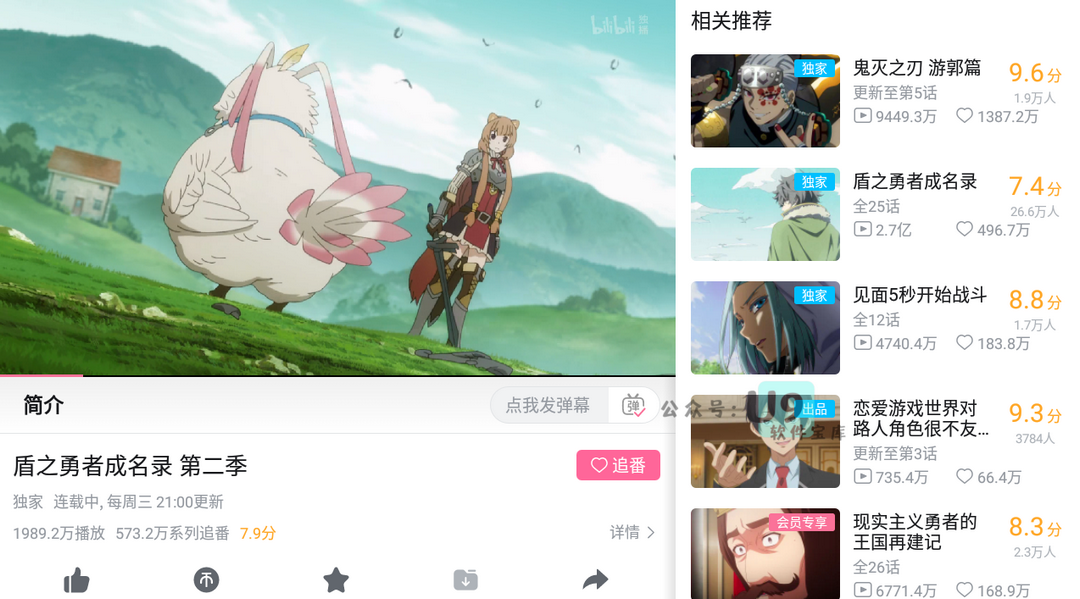 bilibili 独家
简介
点我发弹幕
弹
盾之勇者成名录 第二季
追番
独家 连载中, 每周三 21:00更新
1989.2万播放 573.2万系列追番 7.9分
详情
相关推荐
独家
鬼灭之刃 游郭篇
9.6分
更新至第5话
1.9万人
9449.3万 1387.2万
独家
盾之勇者成名录
7.4分
全25话
26.6万人
2.7亿 496.7万
独家
见面5秒开始战斗
8.8分
全12话
1.7万人
4740.4万 183.8万
公众号: U9
软件宝库
出品
恋爱游戏世界对
路人角色很不友...
9.3分
3784人
更新至第3话
735.4万 66.4万
会员专享
现实主义勇者的
王国再建记
8.3分
2.3万人
全26话
6771.4万 168.9万